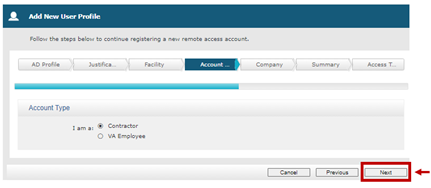 Add New User Profile
Follow the steps below to continue registering a new remote access account.
AD Profile Justifica... Facility Account ... Company Summary Access T...
Account Type
I am a: Contractor
VA Employee
Cancel Previous Next